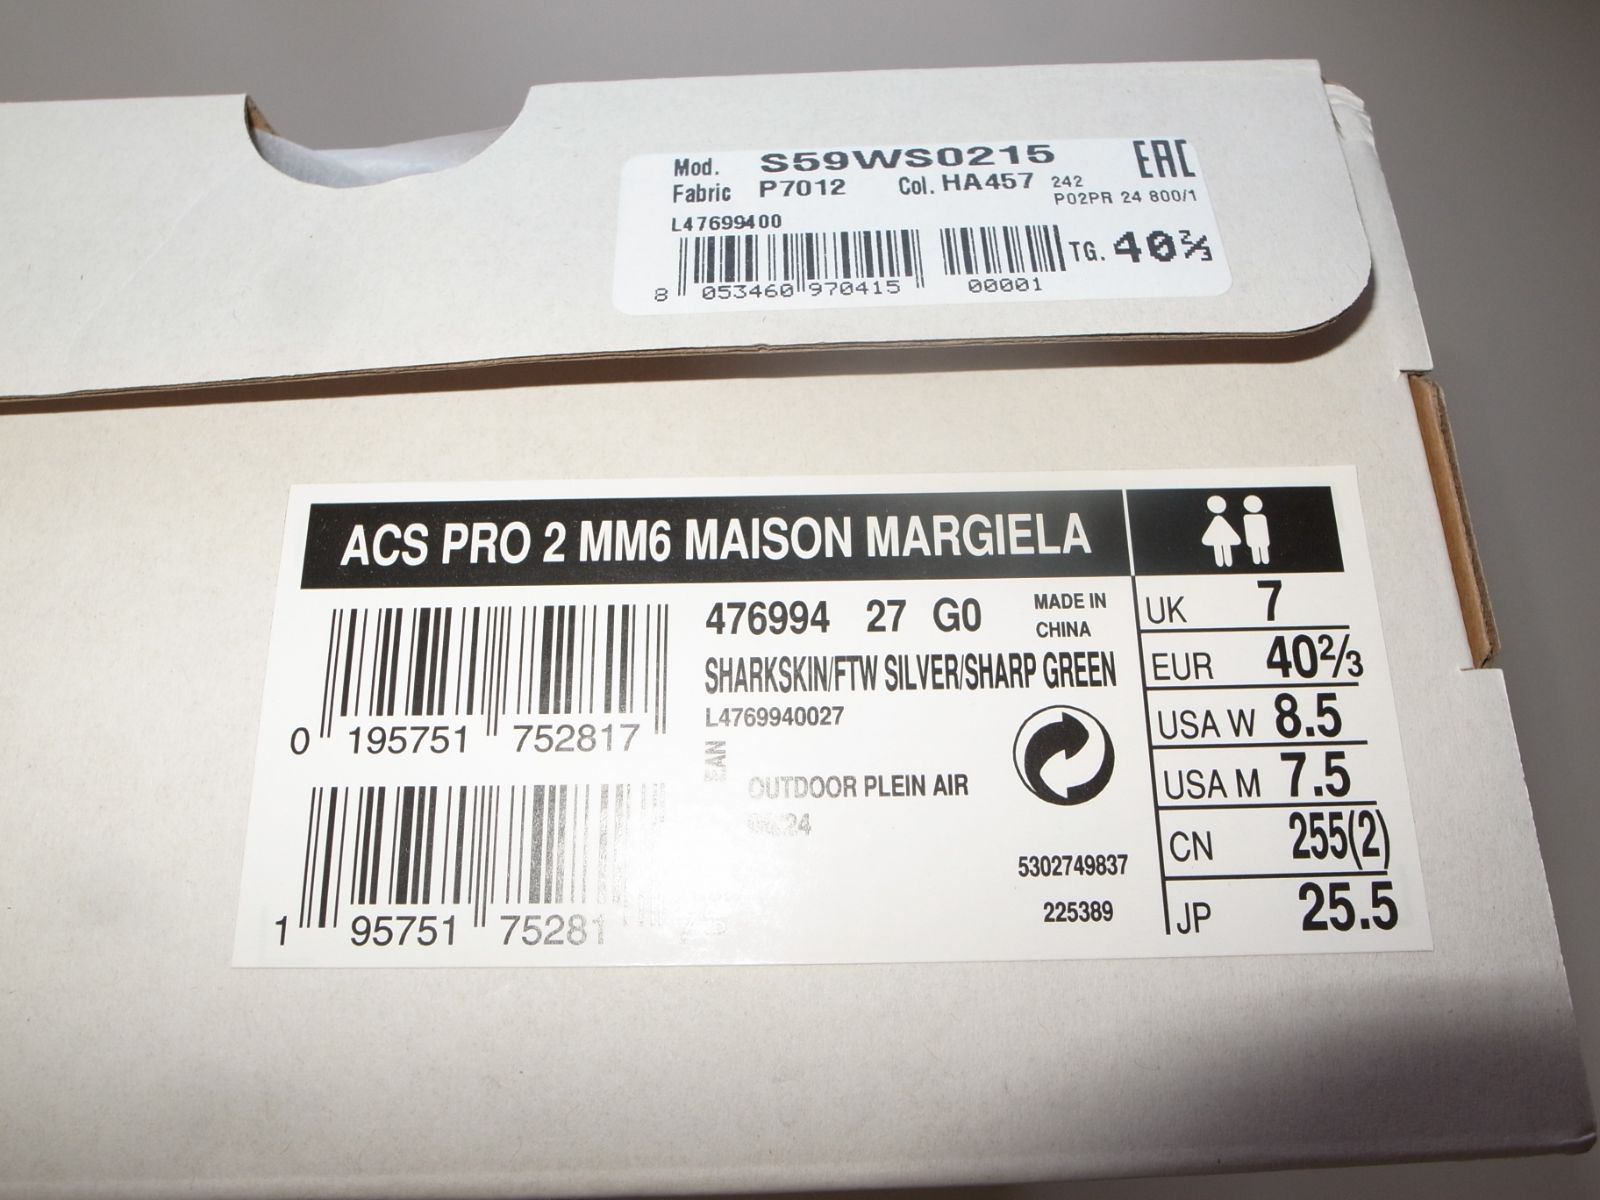 Mod. S59WS0215 EAC
Fabric P7012 Col. HA457 242
P02PR 24 800/1
L47699400
TG. 40⅔
8 053460 970415 00001
ACS PRO 2 MM6 MAISON MARGIELA
476994 27 G0 MADE IN
CHINA
SHARKSKIN/FTW SILVER/SHARP GREEN
L4769940027
0 195751 752817
EAN
OUTDOOR PLEIN AIR
5302749837
225389
1 95751 75281
UK 7
EUR 40⅔
USA W 8.5
USA M 7.5
CN 255(2)
JP 25.5